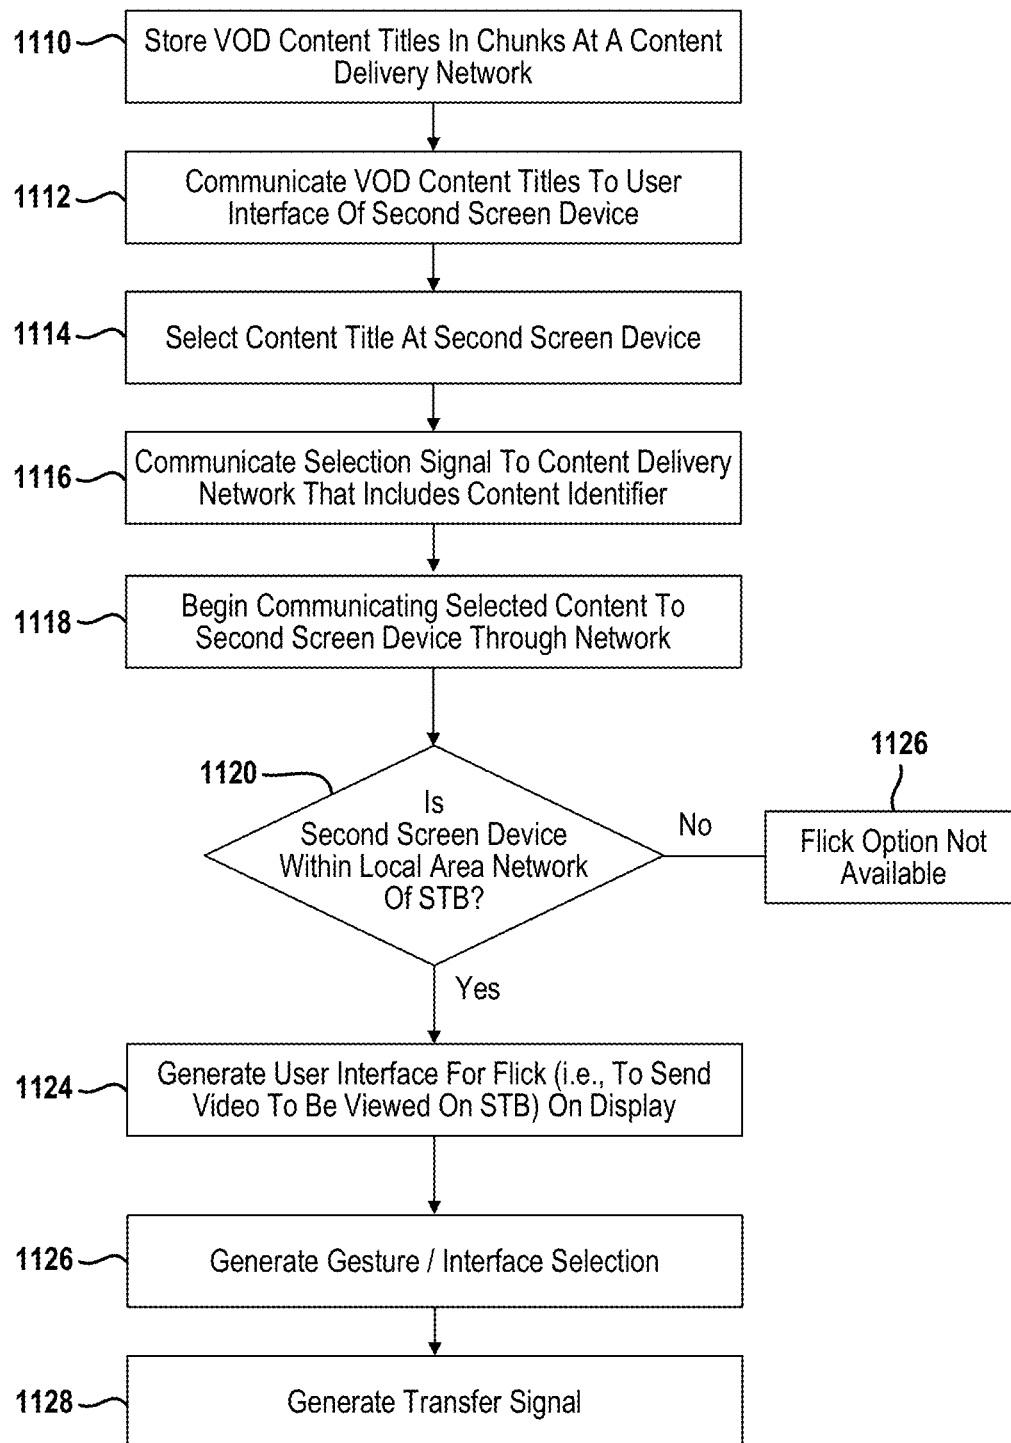 1110
Store VOD Content Titles In Chunks At A Content
Delivery Network
1112
Communicate VOD Content Titles To User
Interface Of Second Screen Device
1114
Select Content Title At Second Screen Device
1116
Communicate Selection Signal To Content Delivery
Network That Includes Content Identifier
1118
Begin Communicating Selected Content To
Second Screen Device Through Network
1120
Is
Second Screen Device
Within Local Area Network
Of STB?
No
1126
Flick Option Not
Available
Yes
1124
Generate User Interface For Flick (i.e., To Send
Video To Be Viewed On STB) On Display
1126
Generate Gesture / Interface Selection
1128
Generate Transfer Signal